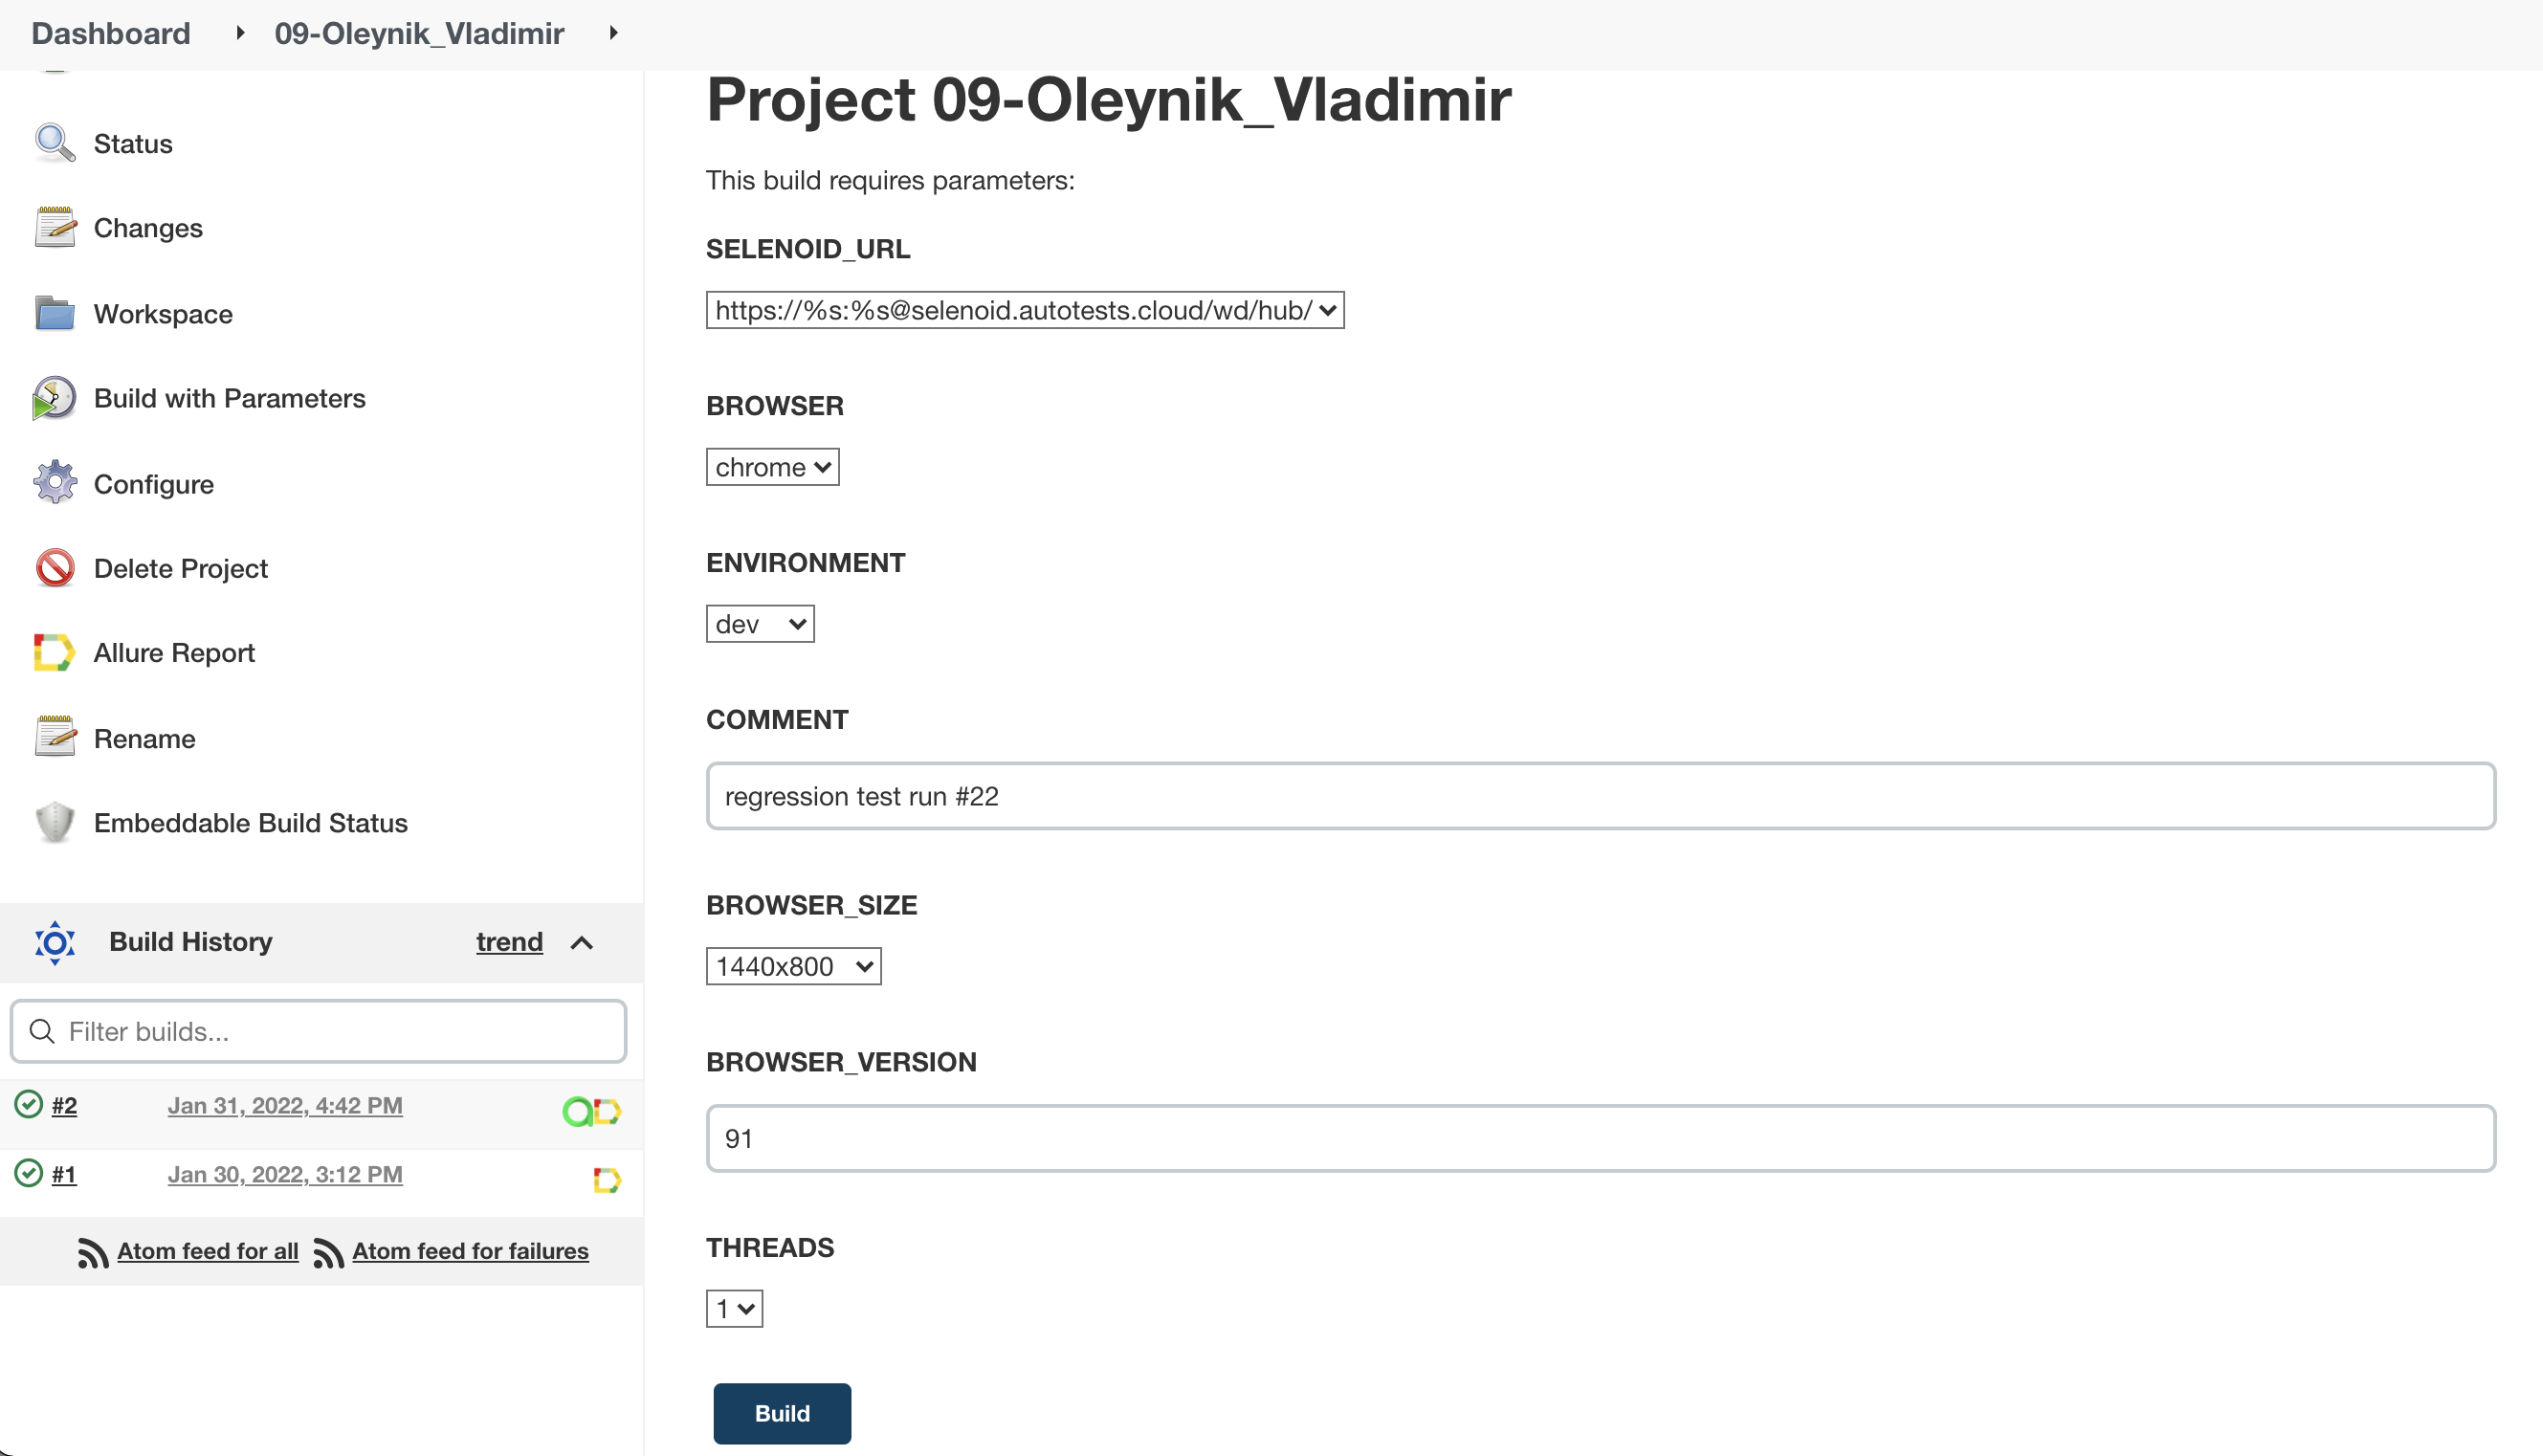 Dashboard
09-Oleynik_Vladimir
Status
Changes
Workspace
Build with Parameters
Configure
Delete Project
Allure Report
Rename
Embeddable Build Status
Build History
trend
Filter builds...
#2
Jan 31, 2022, 4:42 PM
#1
Jan 30, 2022, 3:12 PM
Atom feed for all
Atom feed for failures
Project 09-Oleynik_Vladimir
This build requires parameters:
SELENOID_URL
https://%s:%s@selenoid.autotests.cloud/wd/hub/
BROWSER
chrome
ENVIRONMENT
dev
COMMENT
regression test run #22
BROWSER_SIZE
1440x800
BROWSER_VERSION
91
THREADS
1
Build